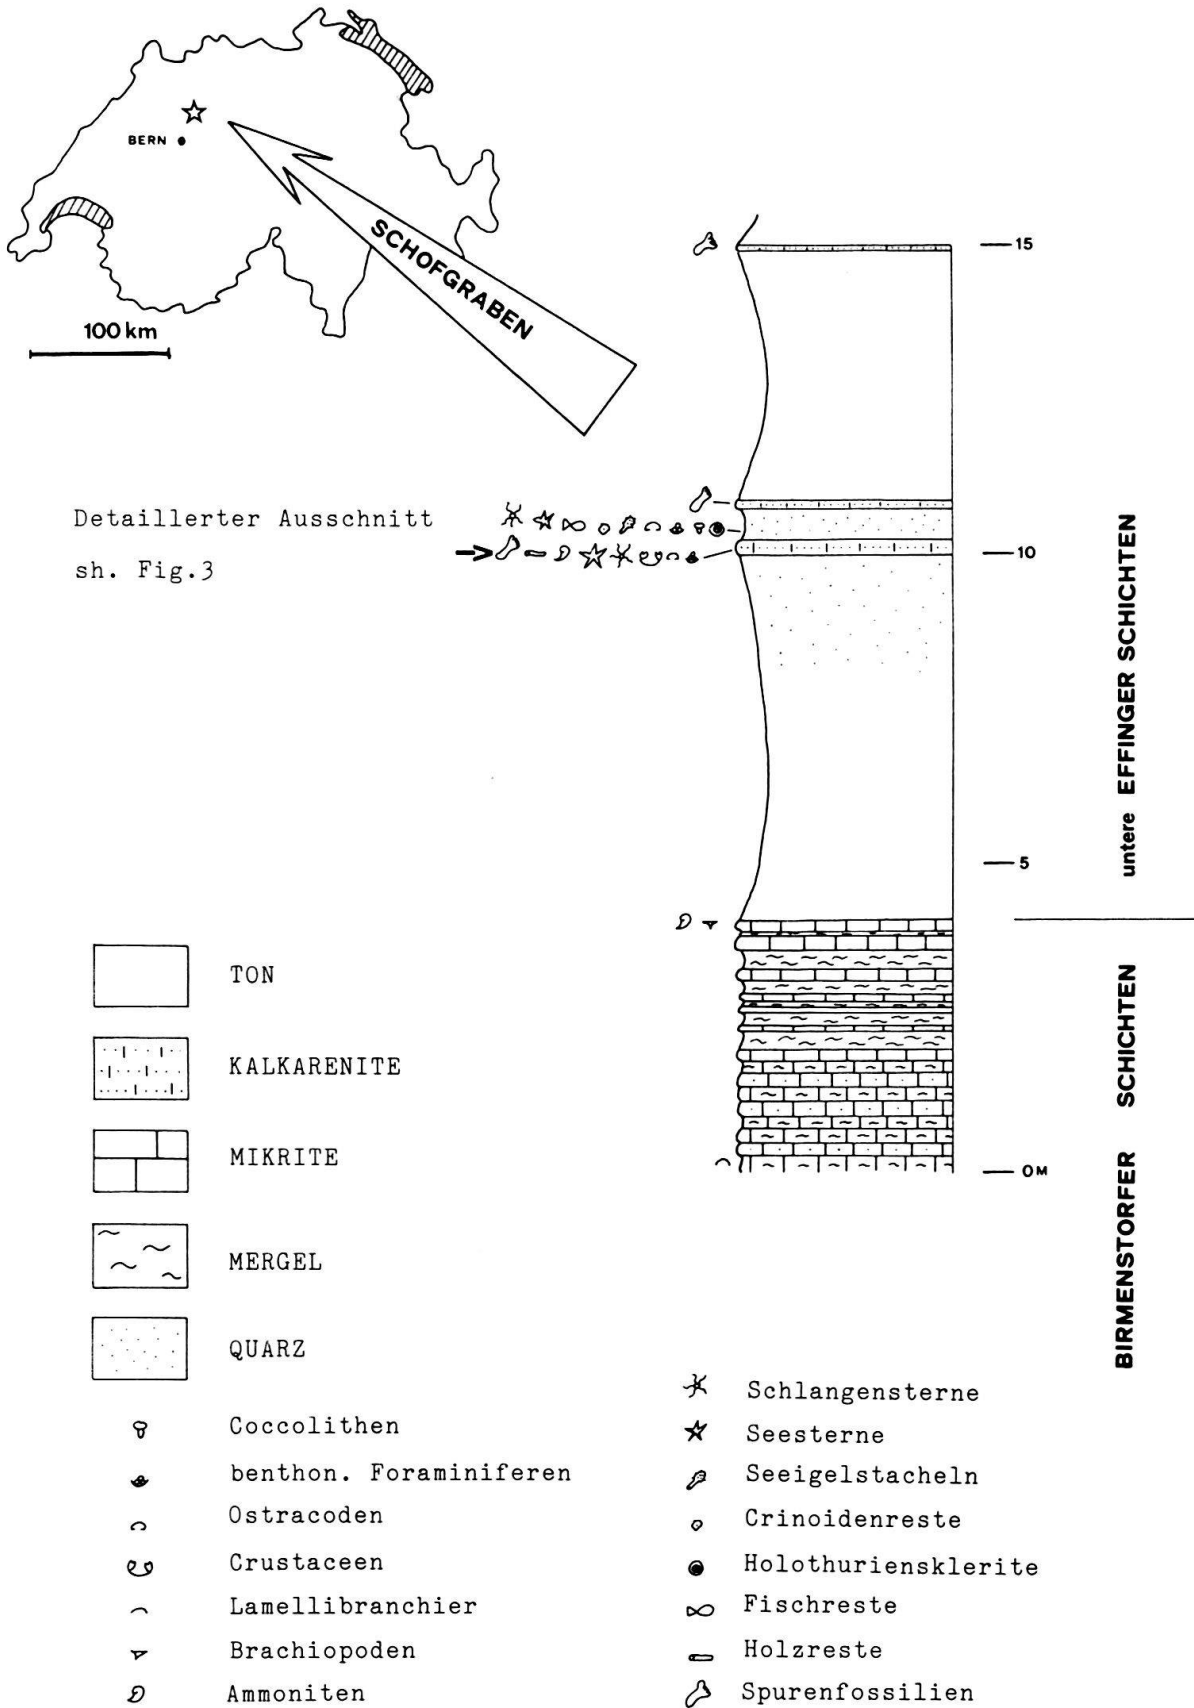 BERN
SCHOFGRABEN
100 km
15
Detaillerter Ausschnitt
sh. Fig.3
10
5
0 M
untere EFFINGER SCHICHTEN
BIRMENSTORFER SCHICHTEN
TON
KALKARENITE
MIKRITE
MERGEL
QUARZ
Coccolithen
benthon. Foraminiferen
Ostracoden
Crustaceen
Lamellibranchier
Brachiopoden
Ammoniten
Schlangensterne
Seesterne
Seeigelstacheln
Crinoidenreste
Holothuriensklerite
Fischreste
Holzreste
Spurenfossilien